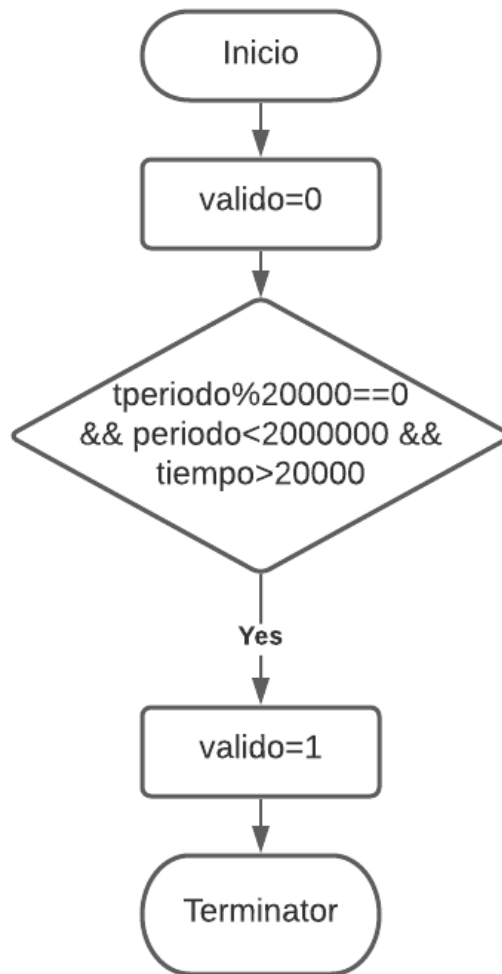 Inicio
valido=0
tperiodo%20000==0
&& periodo<2000000 &&
tiempo>20000
Yes
valido=1
Terminator